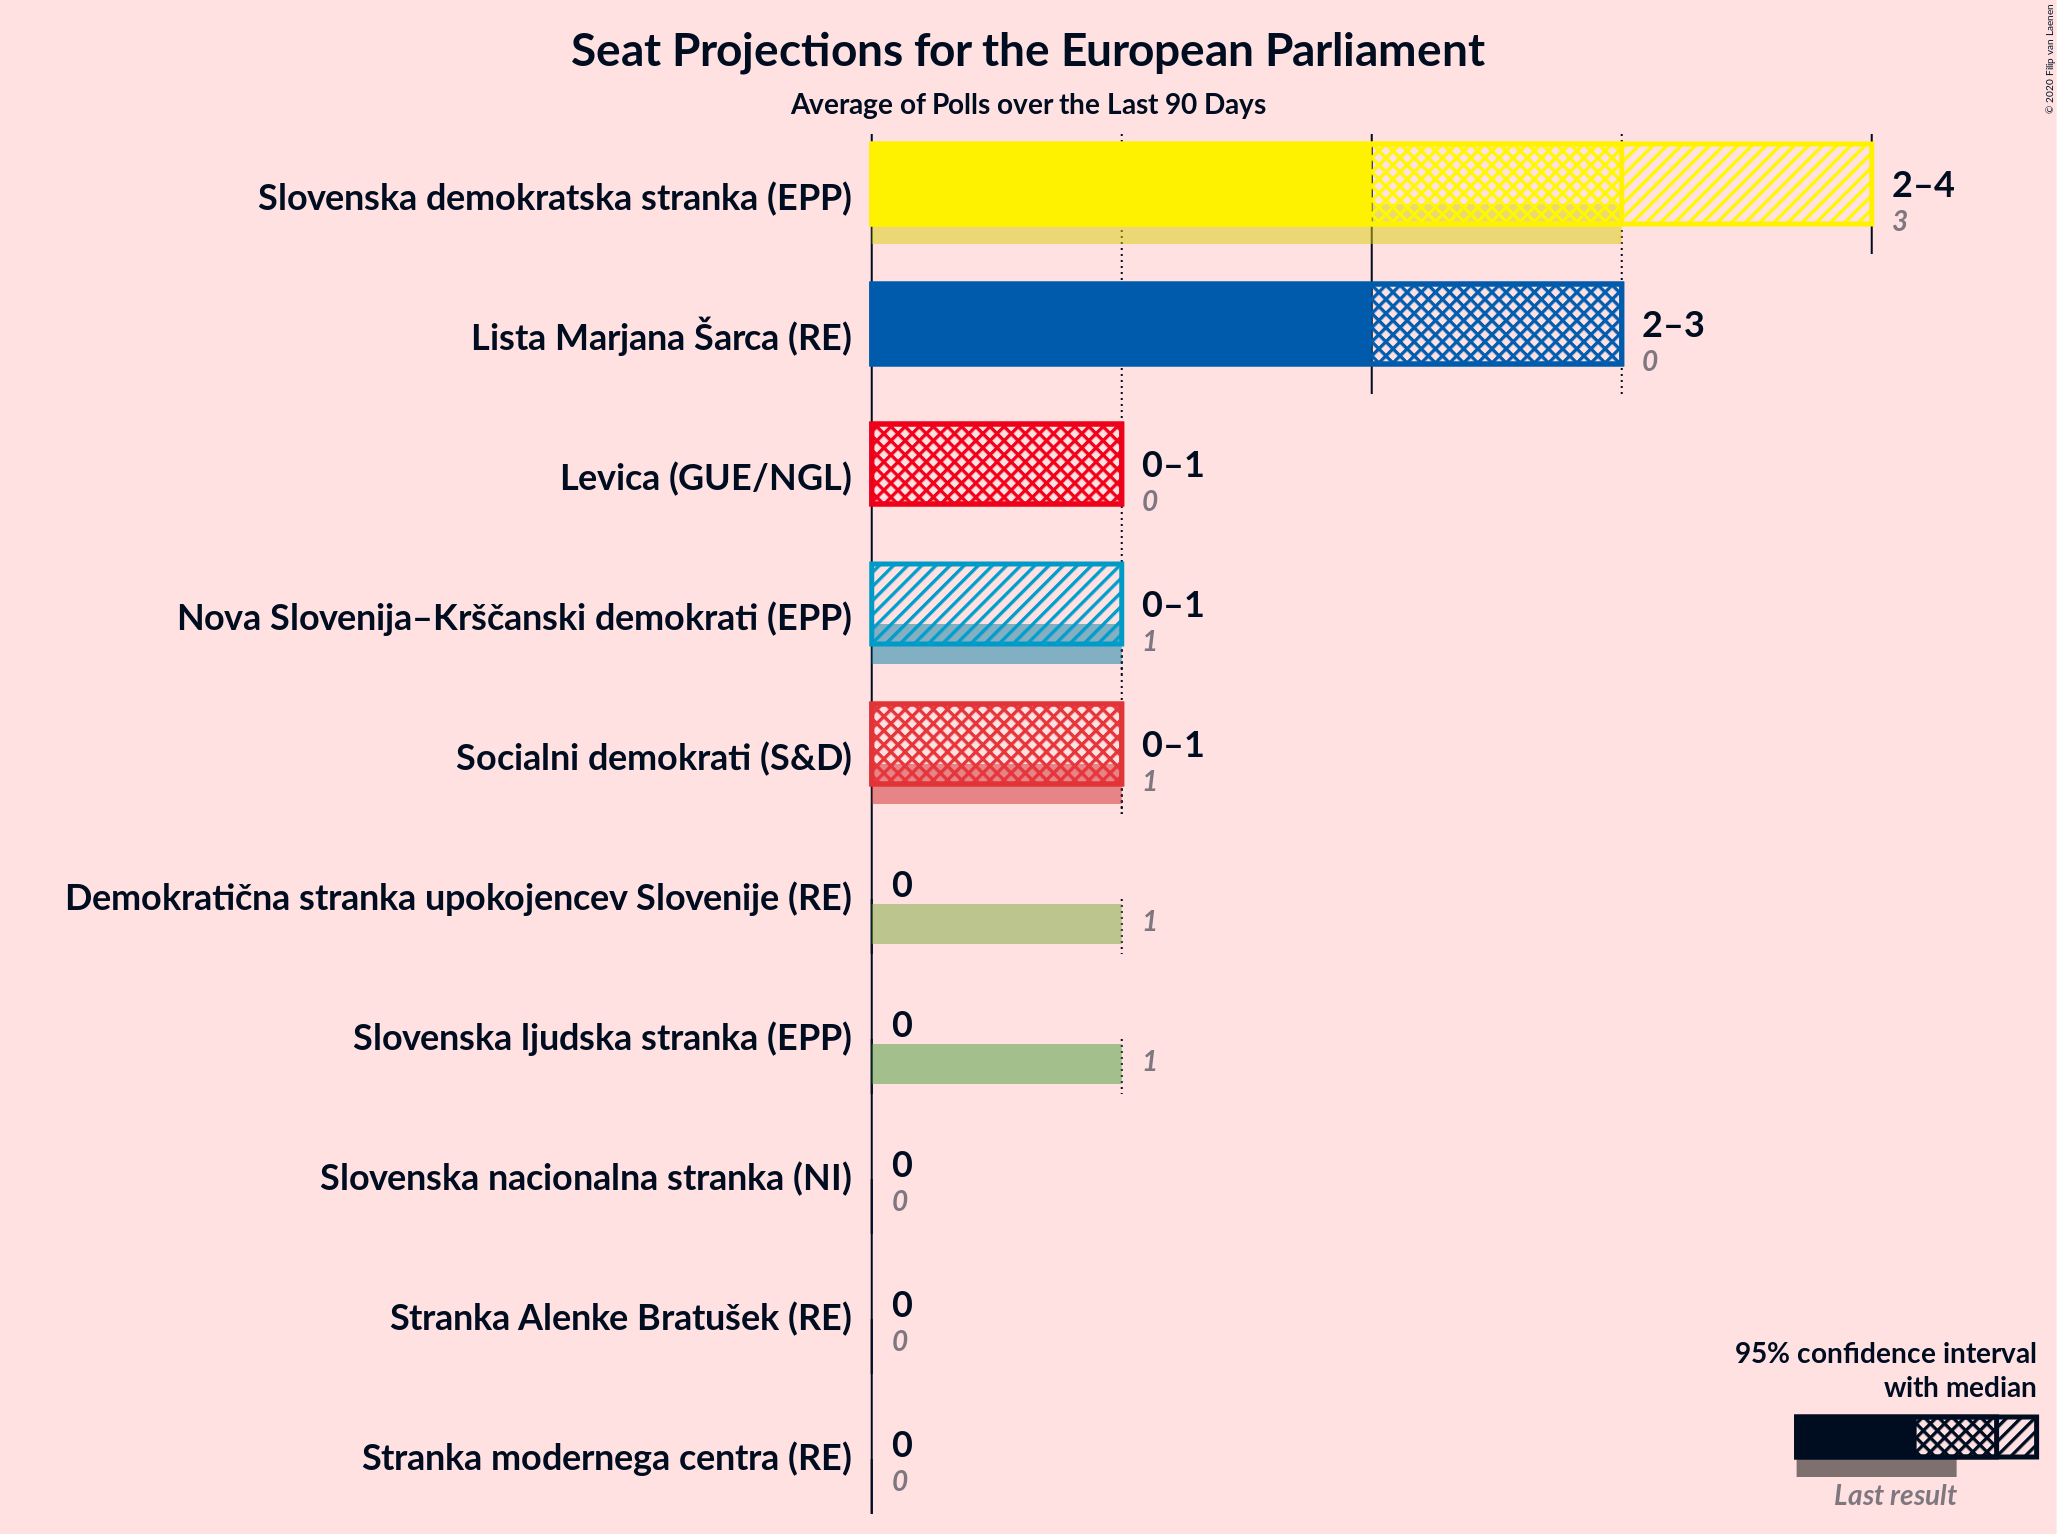 Seat Projections for the European Parliament
Average of Polls over the Last 90 Days
© 2020 Filip van Laenen
Slovenska demokratska stranka (EPP)
2–4
3
Lista Marjana Šarca (RE)
2–3
0
Levica (GUE/NGL)
0–1
0
Nova Slovenija–Krščanski demokrati (EPP)
0–1
1
Socialni demokrati (S&D)
0–1
1
Demokratična stranka upokojencev Slovenije (RE)
0
1
Slovenska ljudska stranka (EPP)
0
1
Slovenska nacionalna stranka (NI)
0
0
Stranka Alenke Bratušek (RE)
0
0
Stranka modernega centra (RE)
0
0
95% confidence interval
with median
Last result